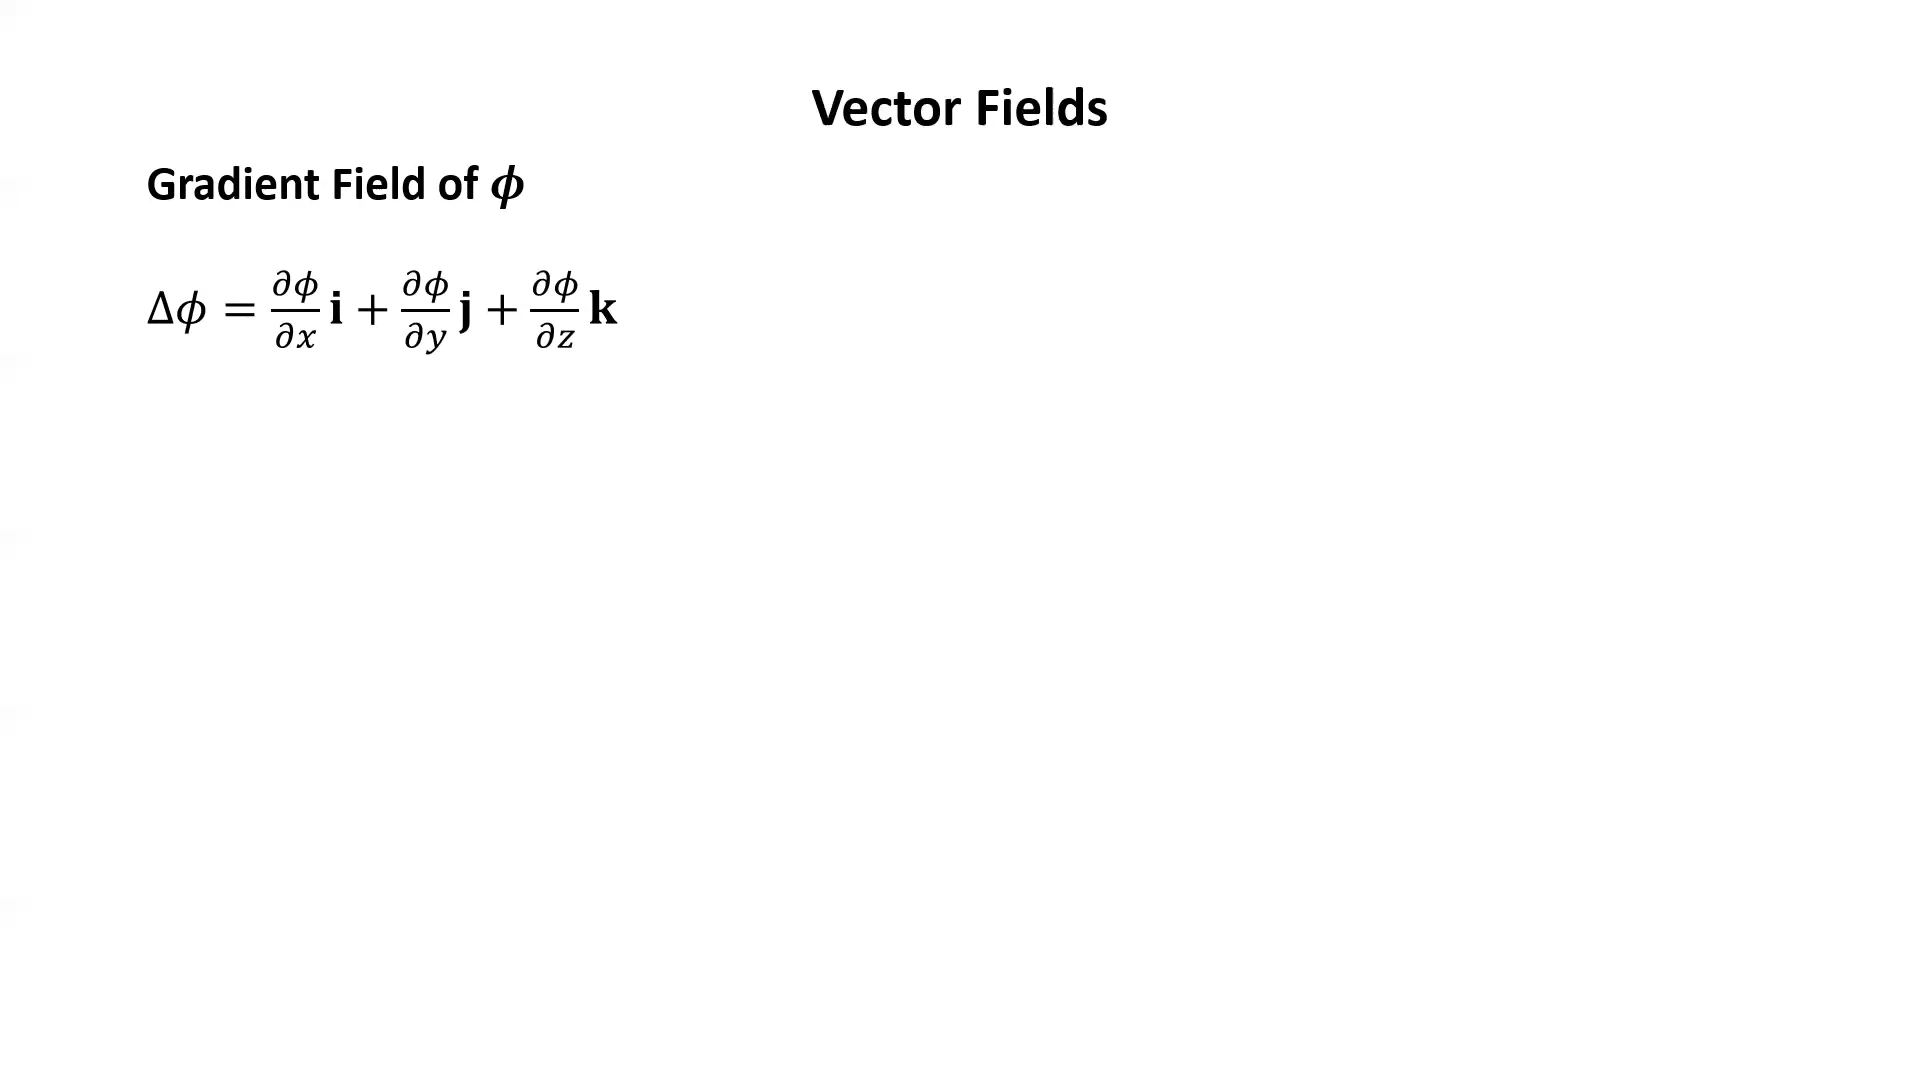 Vector Fields
Gradient Field of ϕ
Δϕ = ∂ϕ/∂x i + ∂ϕ/∂y j + ∂ϕ/∂z k